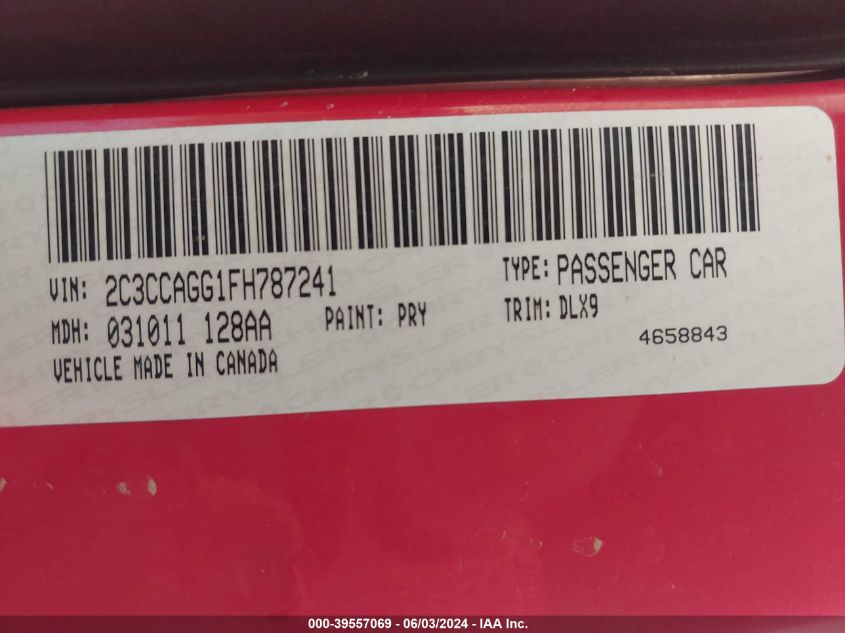 VIN: 2C3CCAGG1FH787241 TYPE: PASSENGER CAR
MDH: 031011 128AA PAINT: PRY TRIM: DLX9
VEHICLE MADE IN CANADA 4658843
000-39557069 - 06/03/2024 - IAA Inc.